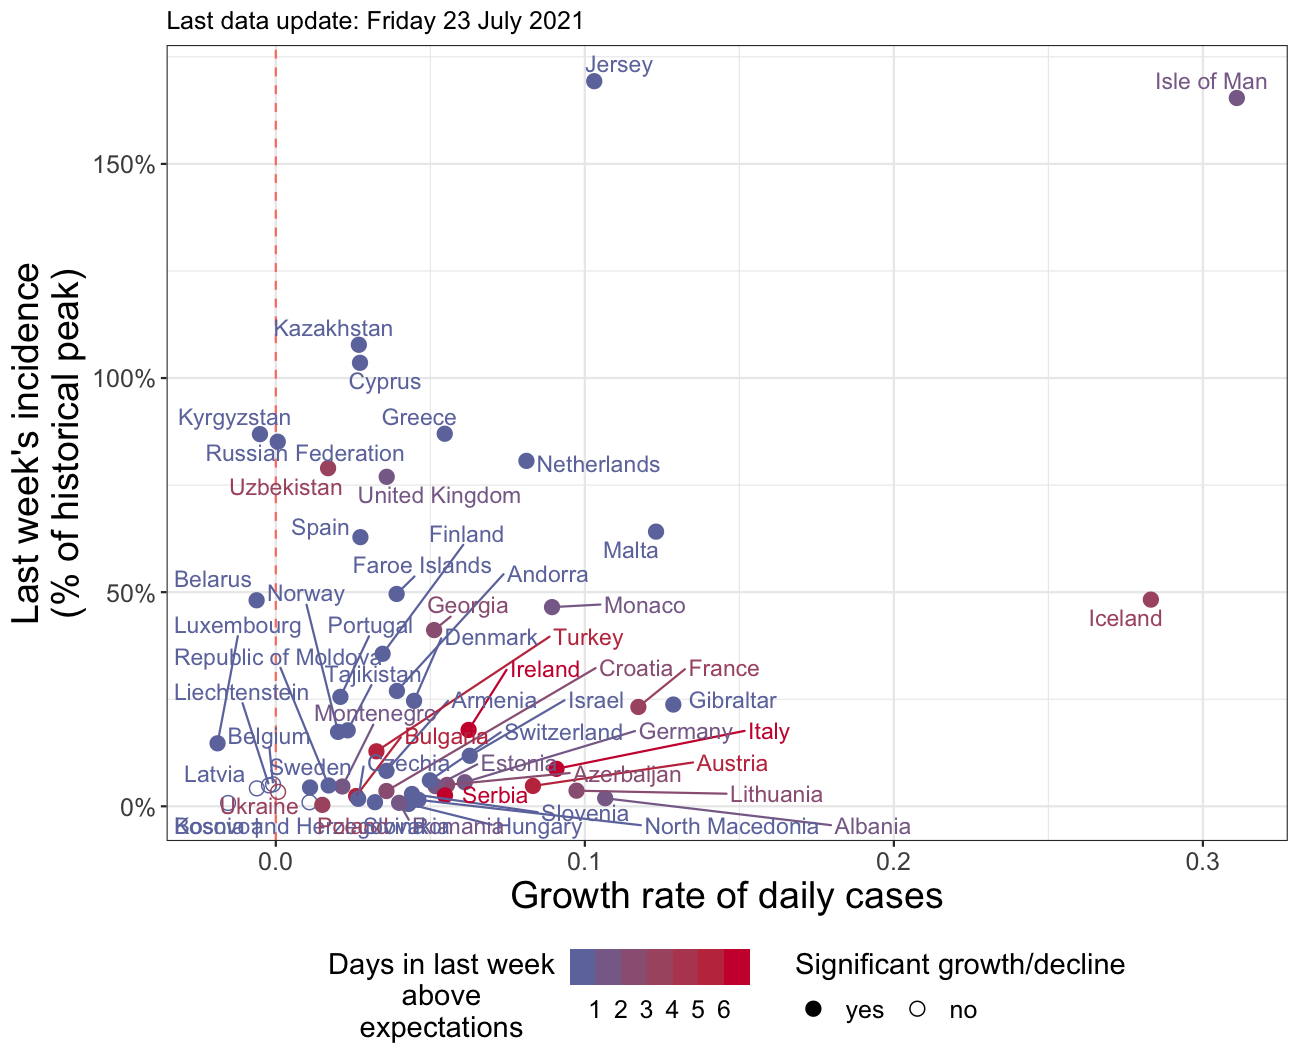 Last data update: Friday 23 July 2021
Jersey
Isle of Man
150%
Kazakhstan
100%
Cyprus
Kyrgyzstan
Greece
Russian Federation
Netherlands
Uzbekistan
United Kingdom
Spain
Finland
Malta
Faroe Islands
Andorra
Belarus
Norway
50%
Georgia
Monaco
Iceland
Luxembourg
Portugal
Denmark
Turkey
Republic of Moldova
Tajikistan
Ireland
Croatia
France
Liechtenstein
Armenia
Israel
Gibraltar
Montenegro
Belgium
Bulgaria
Switzerland
Germany
Italy
Latvia
Sweden
Czechia
Estonia
Azerbaijan
Austria
Serbia
Lithuania
0%
Ukraine
Slovenia
Bosnia and Herzegovina
Poland
Romania
Hungary
North Macedonia
Albania
0.0
0.1
0.2
0.3
Last week's incidence
(% of historical peak)
Growth rate of daily cases
Days in last week
above
expectations
1 2 3 4 5 6
Significant growth/decline
yes
no